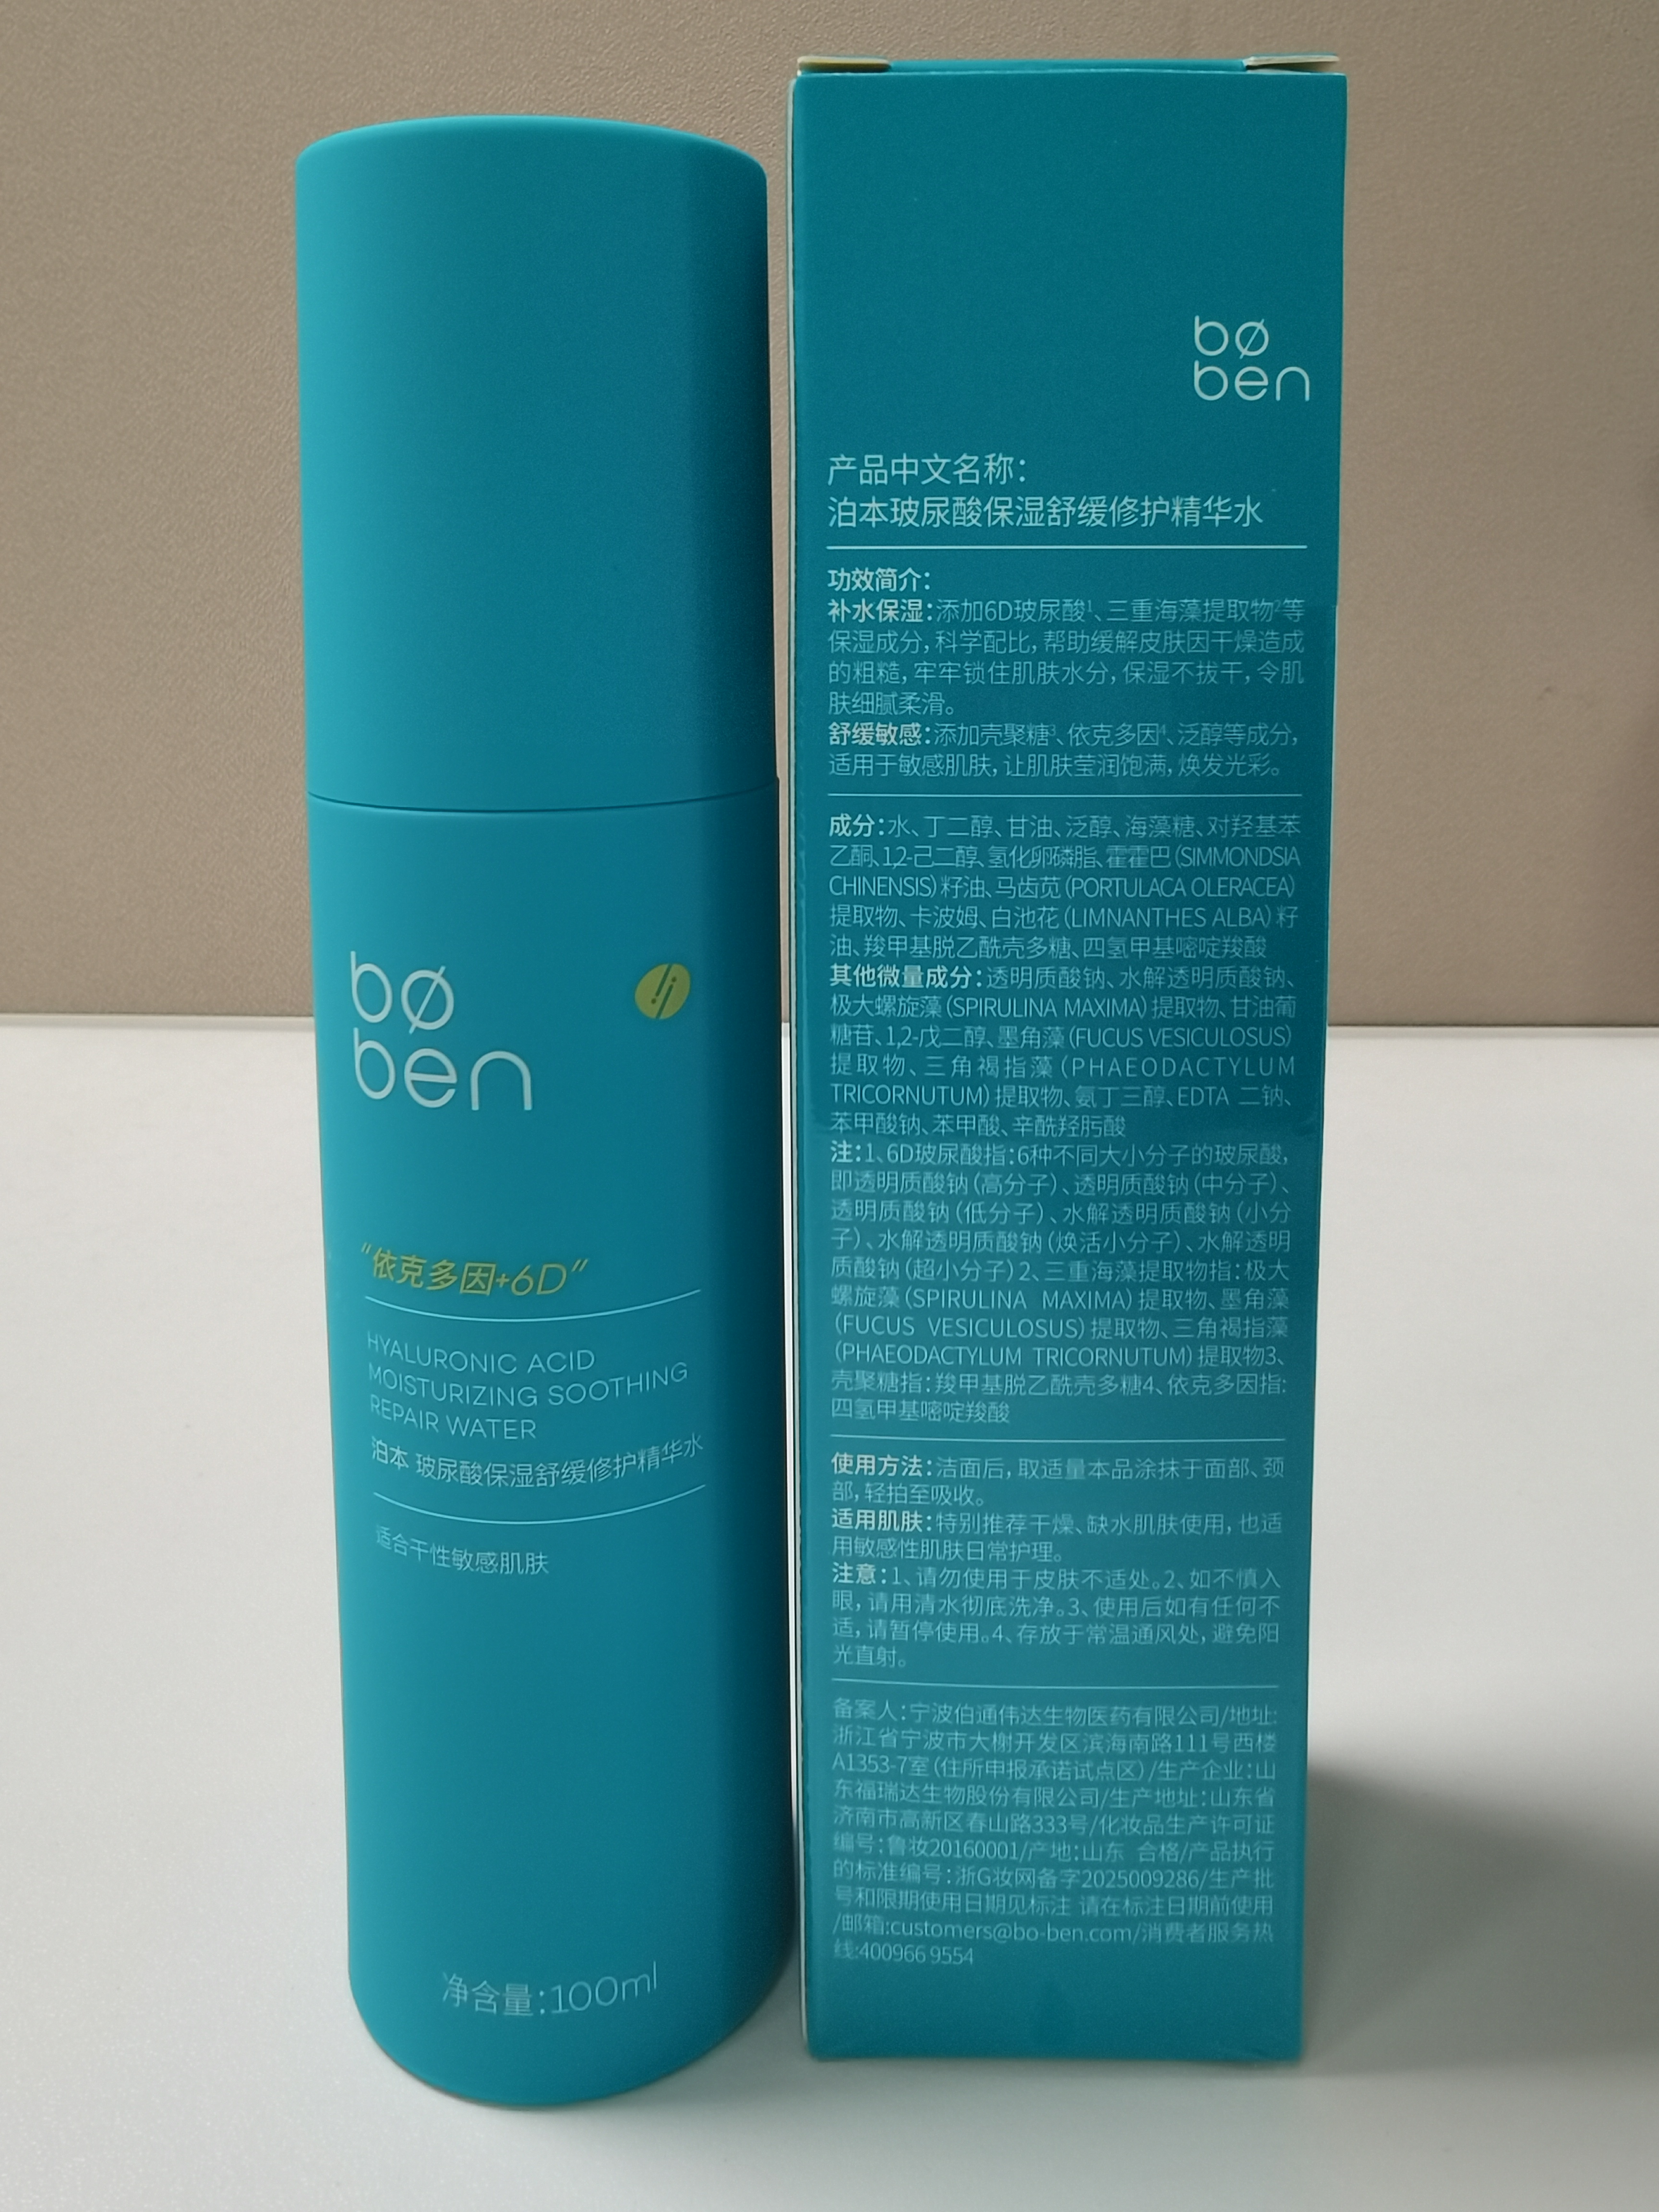 bø
ben
"依克多因+6D"
HYALURONIC ACID
MOISTURIZING SOOTHING
REPAIR WATER
泊本 玻尿酸保湿舒缓修护精华水
适合干性敏感肌肤
净含量:100ml
bø
ben
产品中文名称:
泊本玻尿酸保湿舒缓修护精华水
功效简介:
补水保湿:添加6D玻尿酸¹、三重海藻提取物²等
保湿成分,科学配比,帮助缓解皮肤因干燥造成
的粗糙,牢牢锁住肌肤水分,保湿不拔干,令肌
肤细腻柔滑。
舒缓敏感:添加壳聚糖³、依克多因⁴、泛醇等成分,
适用于敏感肌肤,让肌肤莹润饱满,焕发光彩。
成分:水、丁二醇、甘油、泛醇、海藻糖、对羟基苯
乙酮、1,2-己二醇、氢化卵磷脂、霍霍巴(SIMMONDSIA
CHINENSIS)籽油、马齿苋(PORTULACA OLERACEA)
提取物、卡波姆、白池花(LIMNANTHES ALBA)籽
油、羧甲基脱乙酰壳多糖、四氢甲基嘧啶羧酸
其他微量成分:透明质酸钠、水解透明质酸钠、
极大螺旋藻(SPIRULINA MAXIMA)提取物、甘油葡
糖苷、1,2-戊二醇、墨角藻(FUCUS VESICULOSUS)
提取物、三角褐指藻(PHAEODACTYLUM
TRICORNUTUM)提取物、氨丁三醇、EDTA 二钠、
苯甲酸钠、苯甲酸、辛酰羟肟酸
注:1、6D玻尿酸指:6种不同大小分子的玻尿酸,
即透明质酸钠(高分子)、透明质酸钠(中分子)、
透明质酸钠(低分子)、水解透明质酸钠(小分
子)、水解透明质酸钠(焕活小分子)、水解透明
质酸钠(超小分子)2、三重海藻提取物指:极大
螺旋藻(SPIRULINA MAXIMA)提取物、墨角藻
(FUCUS VESICULOSUS)提取物、三角褐指藻
(PHAEODACTYLUM TRICORNUTUM)提取物3、
壳聚糖指:羧甲基脱乙酰壳多糖4、依克多因指:
四氢甲基嘧啶羧酸
使用方法:洁面后,取适量本品涂抹于面部、颈
部,轻拍至吸收。
适用肌肤:特别推荐干燥、缺水肌肤使用,也适
用敏感性肌肤日常护理。
注意:1、请勿使用于皮肤不适处。2、如不慎入
眼,请用清水彻底洗净。3、使用后如有任何不
适,请暂停使用。4、存放于常温通风处,避免阳
光直射。
备案人:宁波伯通伟达生物医药有限公司/地址:
浙江省宁波市大榭开发区滨海南路111号西楼
A1353-7室(住所申报承诺试点区)/生产企业:山
东福瑞达生物股份有限公司/生产地址:山东省
济南市高新区春山路333号/化妆品生产许可证
编号:鲁妆20160001/产地:山东 合格/产品执行
的标准编号:浙G妆网备字2025009286/生产批
号和限期使用日期见标注 请在标注日期前使用
/邮箱:customers@bo-ben.com/消费者服务热
线:400966 9554